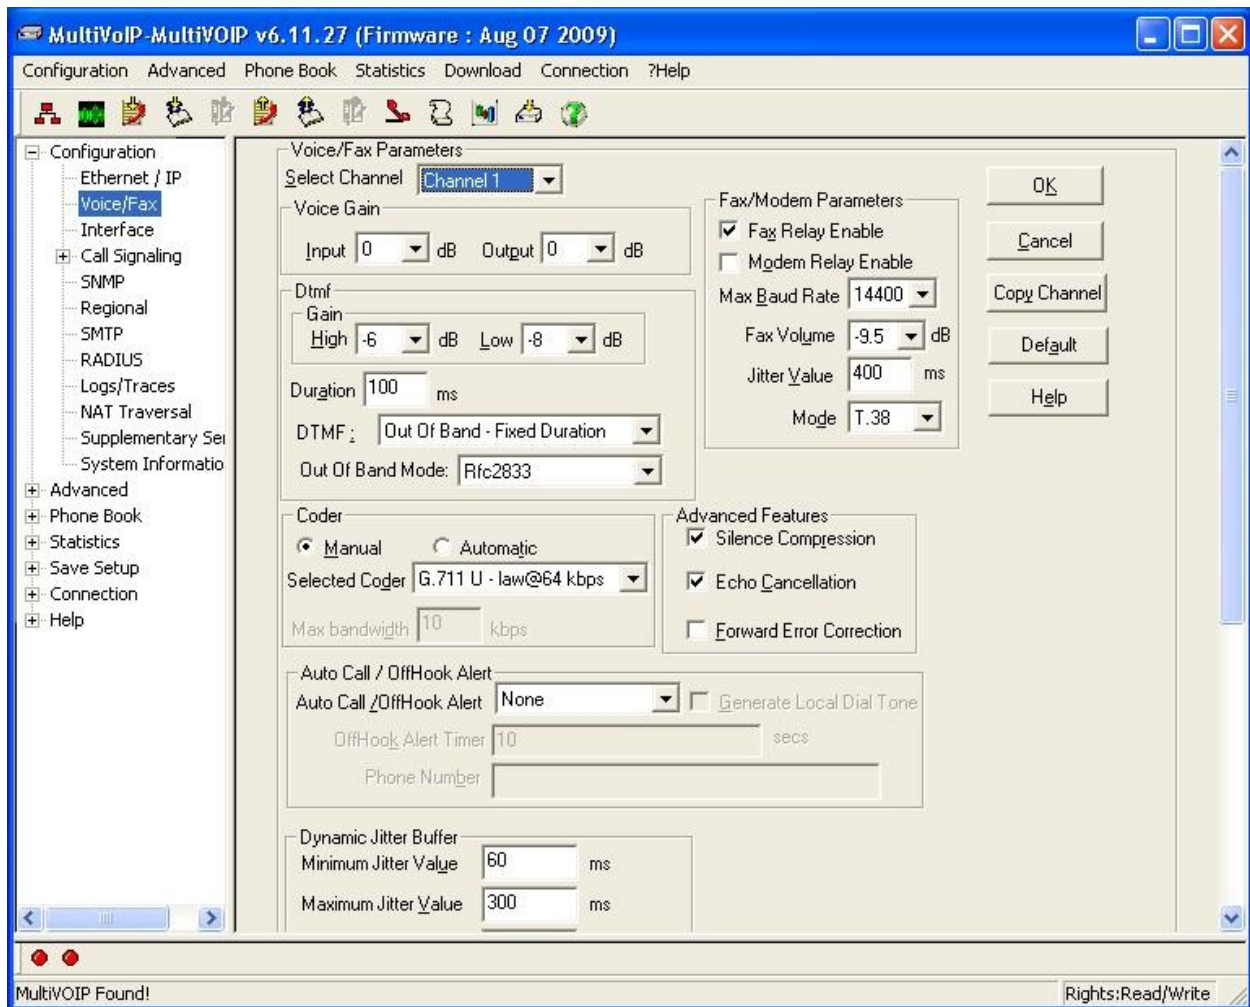 MultiVoIP-MultiVOIP v6.11.27 (Firmware : Aug 07 2009)
Configuration Advanced Phone Book Statistics Download Connection ?Help
Configuration
Ethernet / IP
Voice/Fax
Interface
Call Signaling
SNMP
Regional
SMTP
RADIUS
Logs/Traces
NAT Traversal
Supplementary Ser
System Informatio
Advanced
Phone Book
Statistics
Save Setup
Connection
Help
Voice/Fax Parameters
Select Channel Channel 1
Voice Gain
Input 0 dB Output 0 dB
Dtmf
Gain
High -6 dB Low -8 dB
Duration 100 ms
DTMF : Out Of Band - Fixed Duration
Out Of Band Mode: Rfc2833
Fax/Modem Parameters
Fax Relay Enable
Modem Relay Enable
Max Baud Rate 14400
Fax Volume -9.5 dB
Jitter Value 400 ms
Mode T.38
OK
Cancel
Copy Channel
Default
Help
Coder
Manual Automatic
Selected Coder G.711 U - law@64 kbps
Max bandwidth 10 kbps
Advanced Features
Silence Compression
Echo Cancellation
Forward Error Correction
Auto Call / OffHook Alert
Auto Call /OffHook Alert None Generate Local Dial Tone
OffHook Alert Timer 10 secs
Phone Number
Dynamic Jitter Buffer
Minimum Jitter Value 60 ms
Maximum Jitter Value 300 ms
MultiVOIP Found! Rights:Read/Write